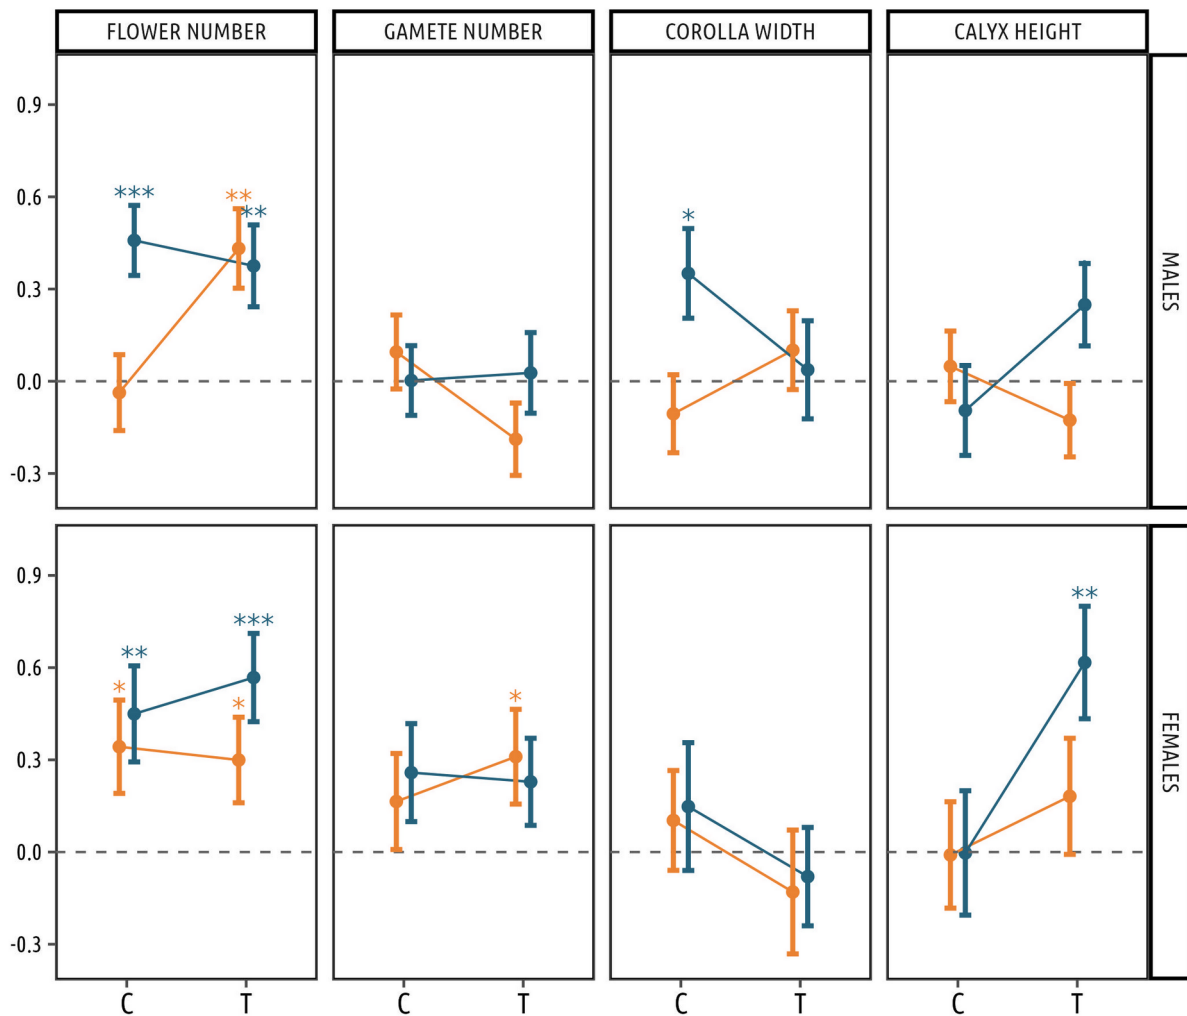 FLOWER NUMBER GAMETE NUMBER COROLLA WIDTH CALYX HEIGHT
0.9
0.6
0.3
0.0
-0.3
*** ** ** *
MALES
0.9
0.6
0.3
0.0
-0.3
* ** * *** * **
FEMALES
C T C T C T C T